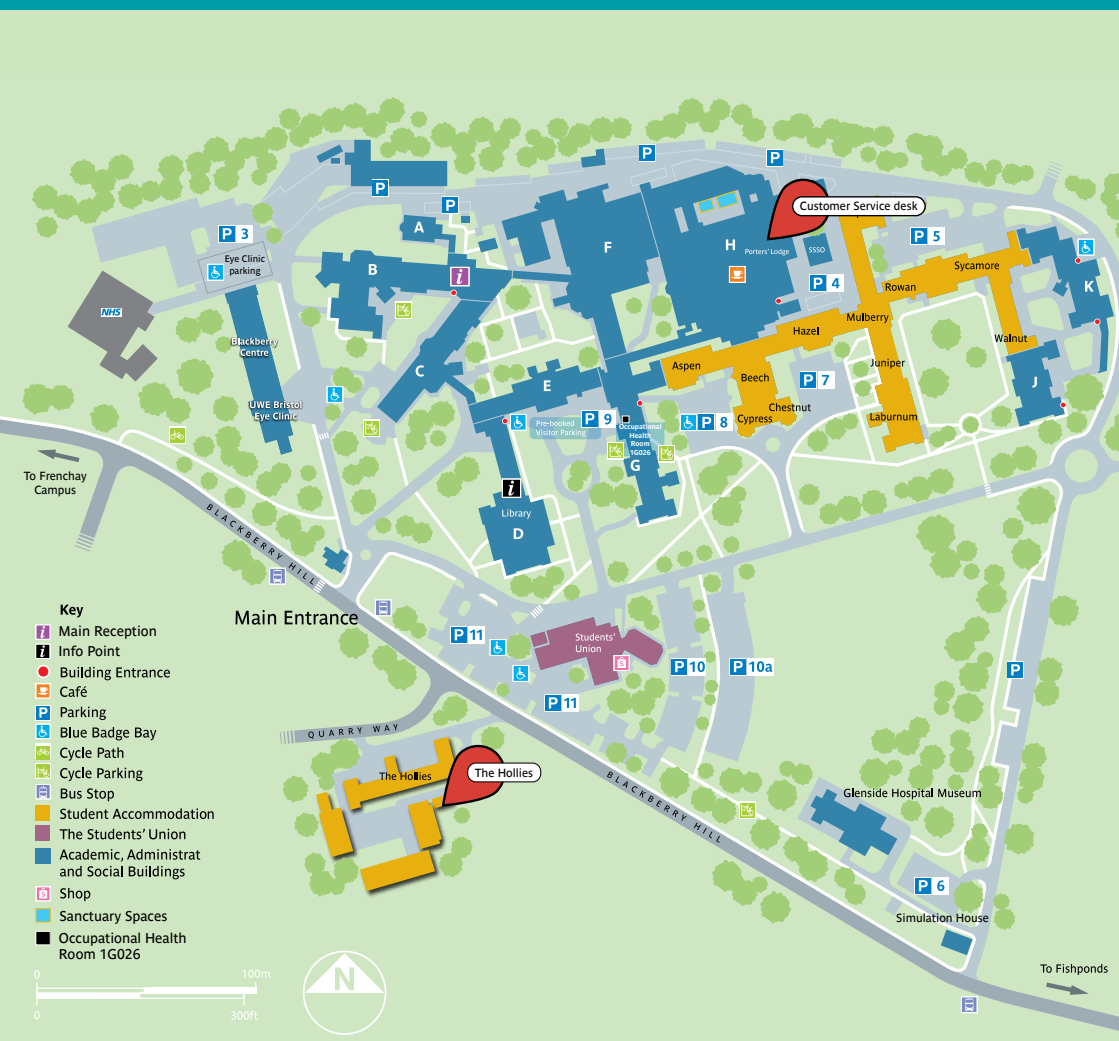 Customer Service desk
P
P
P
P
A
F
H
Porters' Lodge
SSSO
P 3
P 5
Eye Clinic
parking
B
i
Sycamore
K
P 4
Rowan
NHS
Mulberry
Hazel
Walnut
Blackberry
Centre
C
E
Aspen
Juniper
Beech
P 7
J
UWE Bristol
Eye Clinic
Chestnut
Cypress
Laburnum
Pre-booked
Visitor Parking
P 9
Occupational
Health
Room
1G026
P 8
G
To Frenchay
Campus
i
Library
D
BLACKBERRY HILL
Main Entrance
P 11
Students'
Union
P 10
P 10a
P
P 11
QUARRY WAY
The Hollies
The Hollies
BLACKBERRY HILL
Glenside Hospital Museum
P 6
Simulation House
To Fishponds
Key
i Main Reception
i Info Point
Building Entrance
Café
P Parking
Blue Badge Bay
Cycle Path
Cycle Parking
Bus Stop
Student Accommodation
The Students' Union
Academic, Administrat
and Social Buildings
Shop
Sanctuary Spaces
Occupational Health
Room 1G026
0 100m
0 300ft
N